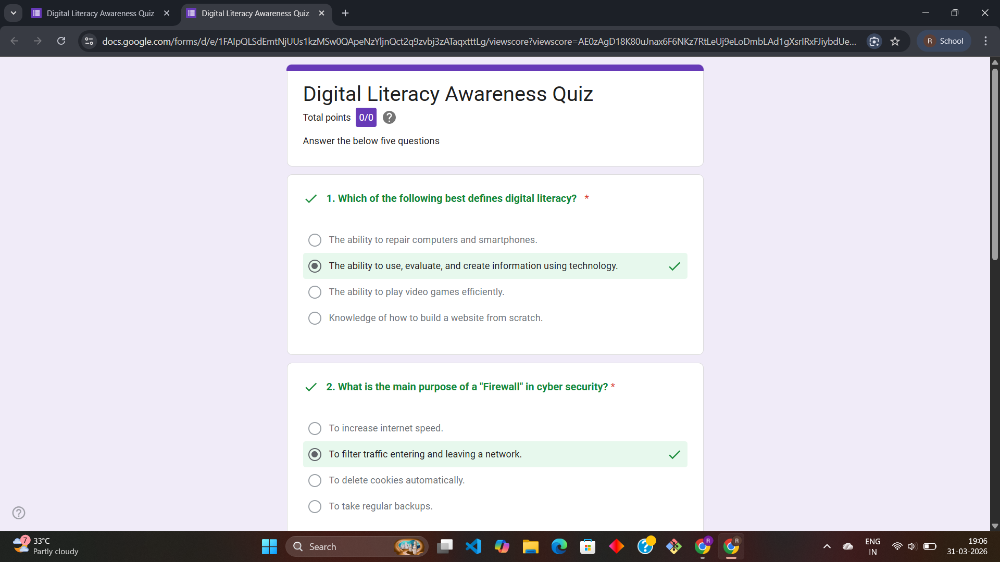 Digital Literacy Awareness Quiz
Digital Literacy Awareness Quiz
docs.google.com/forms/d/e/1FAIpQLSdEmtNjUUs1kzMSw0QApeNzYljnQct2q9zvbj3zATaqxtttLg/viewscore?viewscore=AE0zAgD18K80uJnax6F6NKz7RtLeUj9eLoDmbLAd1gXsrIRxFJiybdUe...
R School
Digital Literacy Awareness Quiz
Total points 0/0
Answer the below five questions
1. Which of the following best defines digital literacy? *
The ability to repair computers and smartphones.
The ability to use, evaluate, and create information using technology.
The ability to play video games efficiently.
Knowledge of how to build a website from scratch.
2. What is the main purpose of a "Firewall" in cyber security? *
To increase internet speed.
To filter traffic entering and leaving a network.
To delete cookies automatically.
To take regular backups.
7
33°C
Partly cloudy
Search
R
R
ENG
IN
19:06
31-03-2026